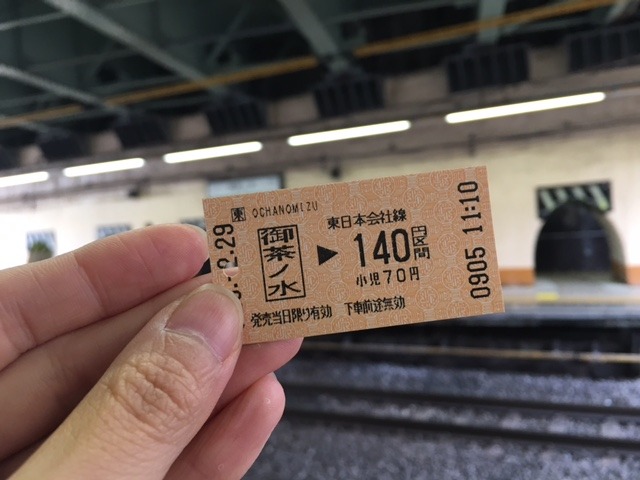 東 OCHANOMIZU
御茶ノ水
▶
東日本会社線
140円区間
小児70円
発売当日限り有効 下車前途無効
.29
0905 11:10